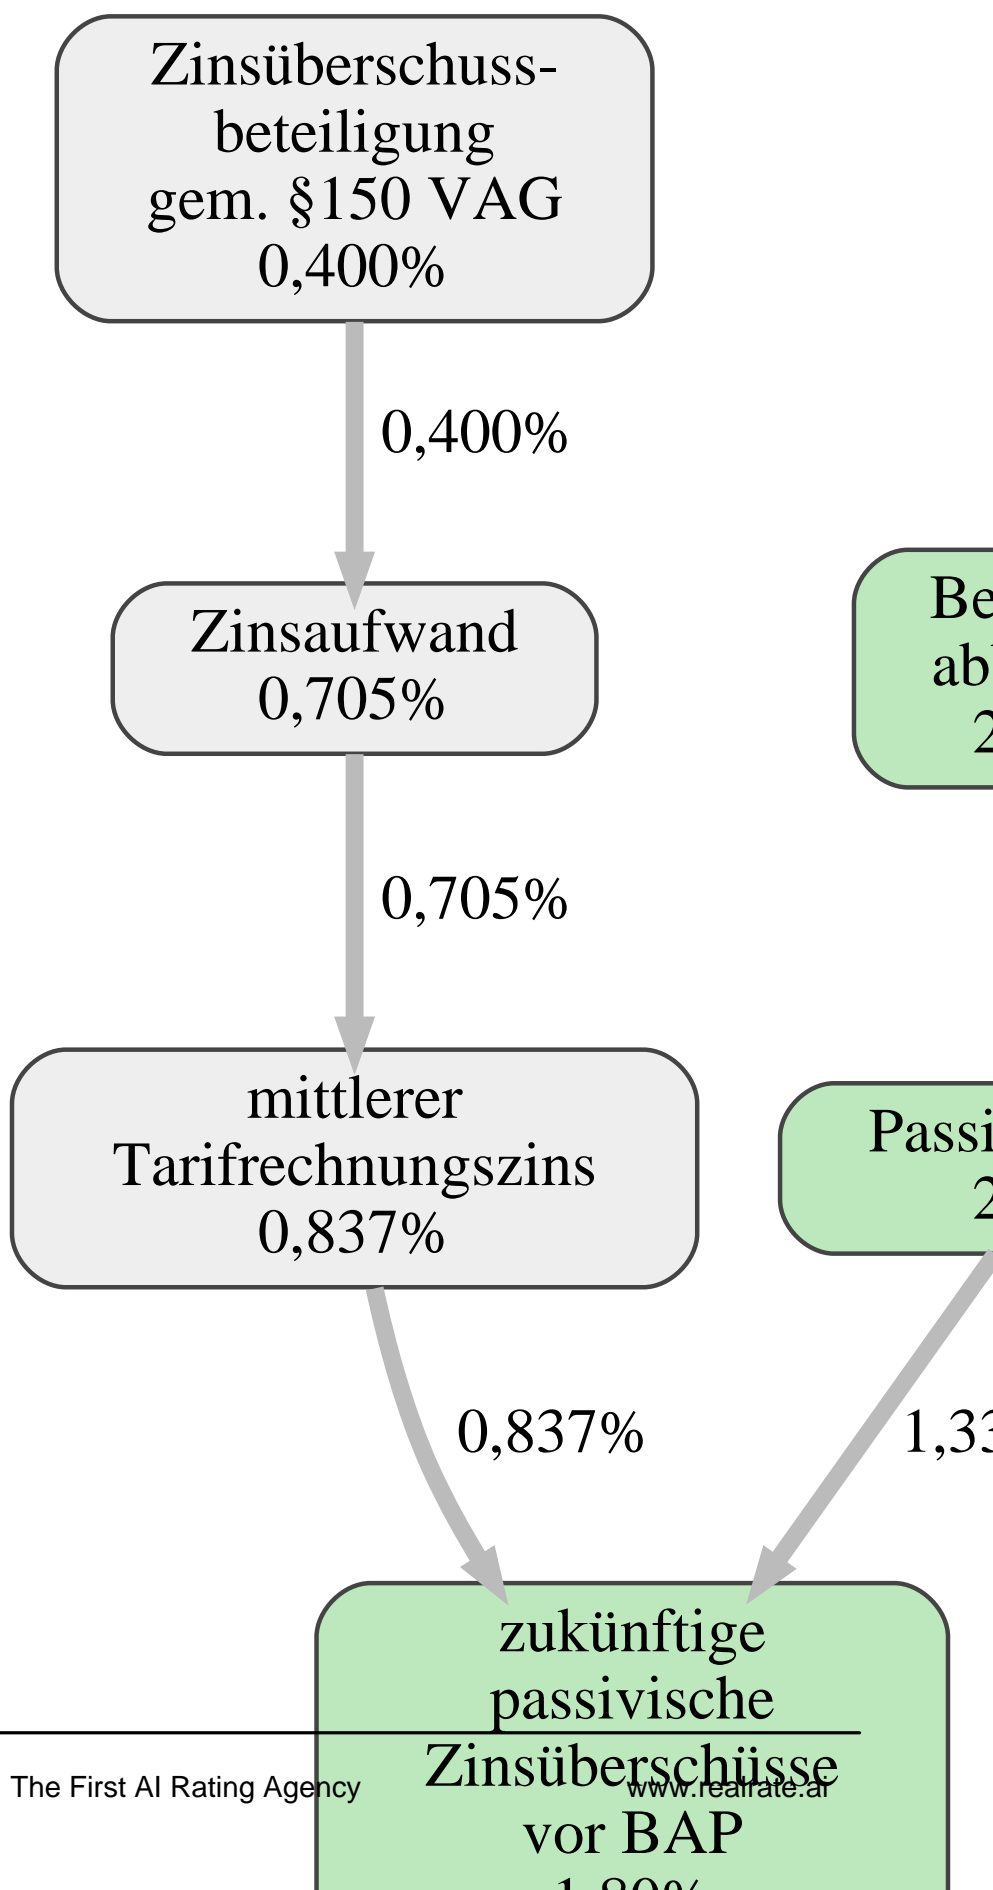 Zinsüberschuss-
beteiligung
gem. §150 VAG
0,400%
0,400%
Zinsaufwand
0,705%
0,705%
mittlerer
Tarifrechnungszins
0,837%
0,837%
zukünftige
passivische
Zinsüberschüsse
vor BAP
The First AI Rating Agency
www.realrate.ai